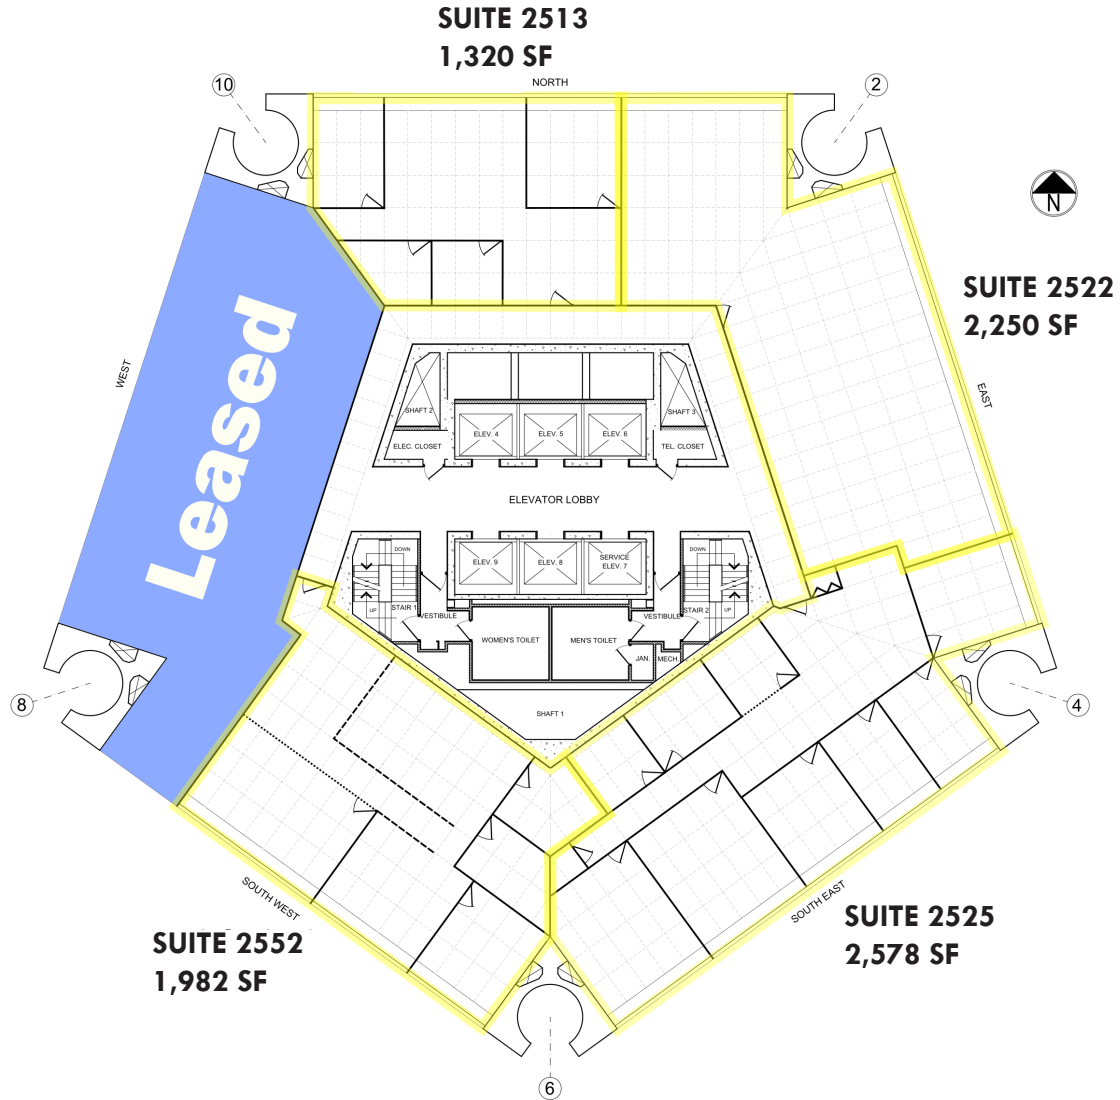 SUITE 2513
1,320 SF
NORTH
10
2
N
SUITE 2522
2,250 SF
WEST
EAST
Leased
SHAFT 2
SHAFT 3
ELEV. 4
ELEV. 5
ELEV. 6
ELEC. CLOSET
TEL. CLOSET
ELEVATOR LOBBY
DOWN
DOWN
ELEV. 9
ELEV. 8
SERVICE
ELEV. 7
UP
UP
STAIR 1
STAIR 2
VESTIBULE
VESTIBULE
WOMEN'S TOILET
MEN'S TOILET
JAN.
MECH.
SHAFT 1
8
4
SOUTH WEST
SOUTH EAST
SUITE 2552
1,982 SF
SUITE 2525
2,578 SF
6